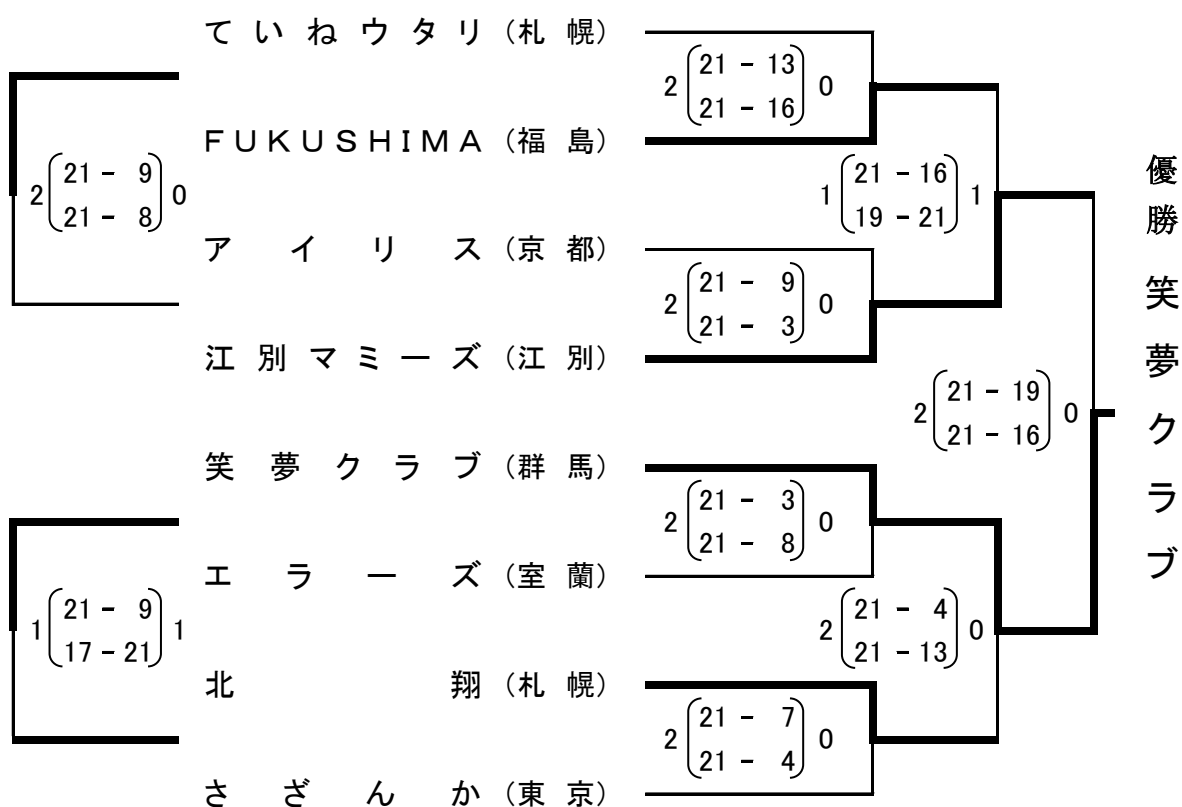 ていねウタリ（札幌）
2 21 - 13 0
21 - 16
FUKUSHIMA（福島）
2 21 - 9 0
21 - 8
1 21 - 16 1
19 - 21
アイリス（京都）
2 21 - 9 0
21 - 3
江別マミーズ（江別）
2 21 - 19 0
21 - 16
笑夢クラブ（群馬）
2 21 - 3 0
21 - 8
エラーズ（室蘭）
1 21 - 9 1
17 - 21
2 21 - 4 0
21 - 13
北翔（札幌）
2 21 - 7 0
21 - 4
さざんか（東京）
優勝 笑夢クラブ